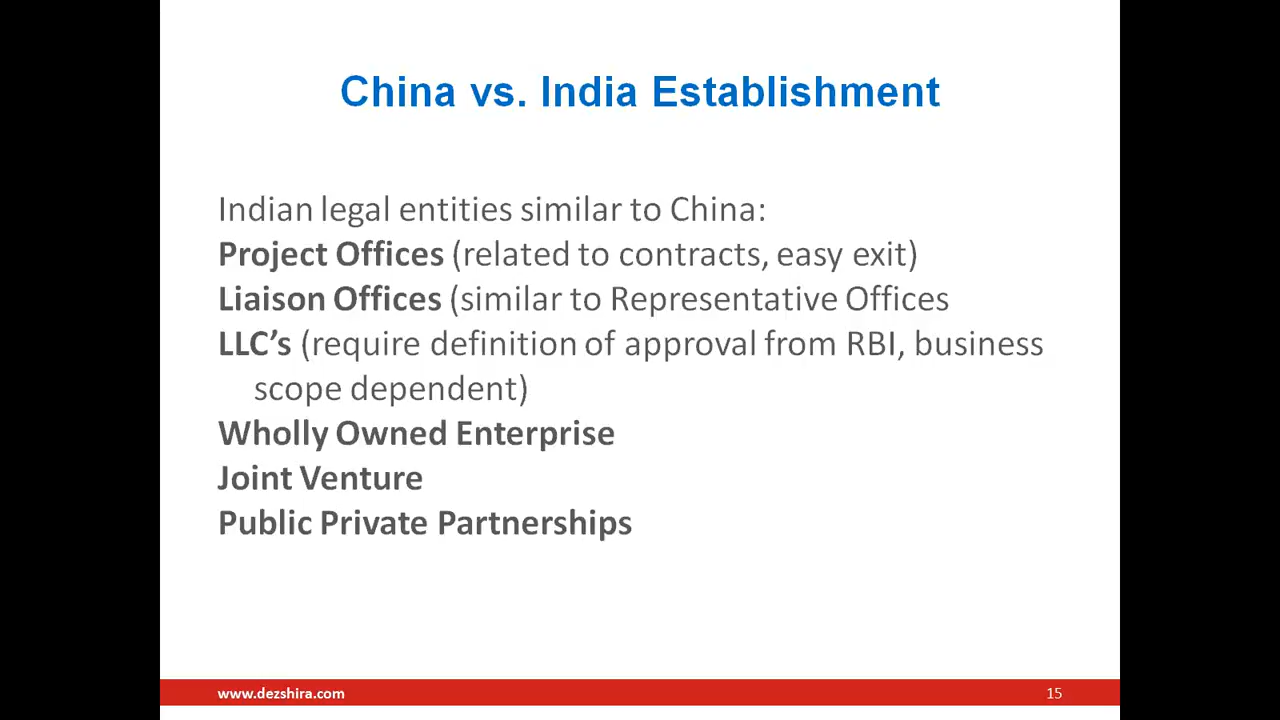 China vs. India Establishment
Indian legal entities similar to China:
Project Offices (related to contracts, easy exit)
Liaison Offices (similar to Representative Offices
LLC’s (require definition of approval from RBI, business
scope dependent)
Wholly Owned Enterprise
Joint Venture
Public Private Partnerships
www.dezshira.com
15